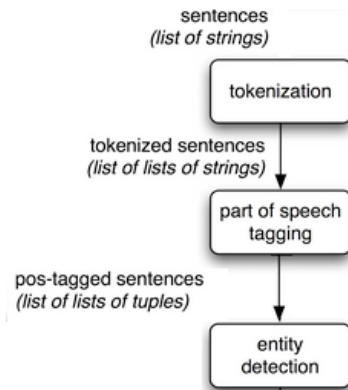 sentences
(list of strings)
tokenization
tokenized sentences
(list of lists of strings)
part of speech
tagging
pos-tagged sentences
(list of lists of tuples)
entity
detection